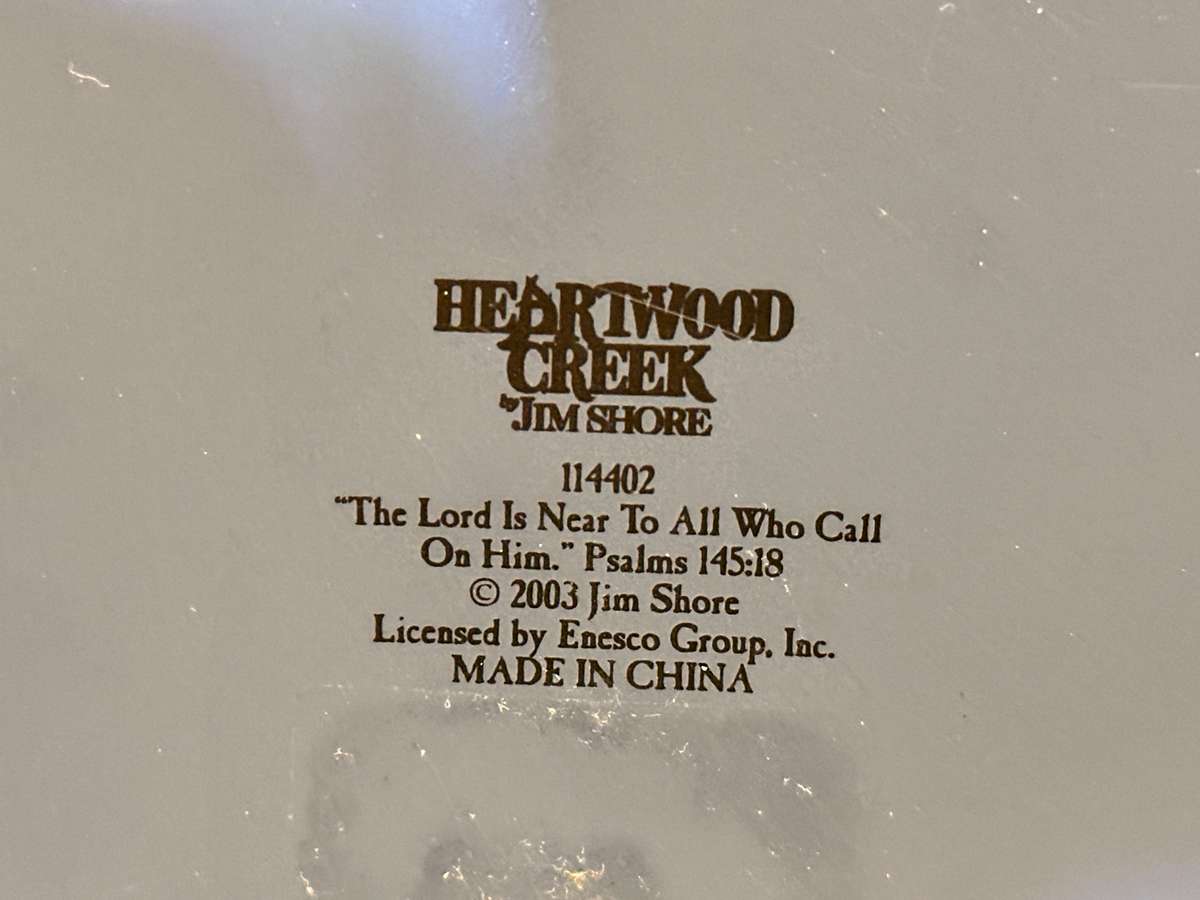 HEARTWOOD
CREEK
by JIM SHORE
114402
“The Lord Is Near To All Who Call
On Him.” Psalms 145:18
© 2003 Jim Shore
Licensed by Enesco Group, Inc.
MADE IN CHINA